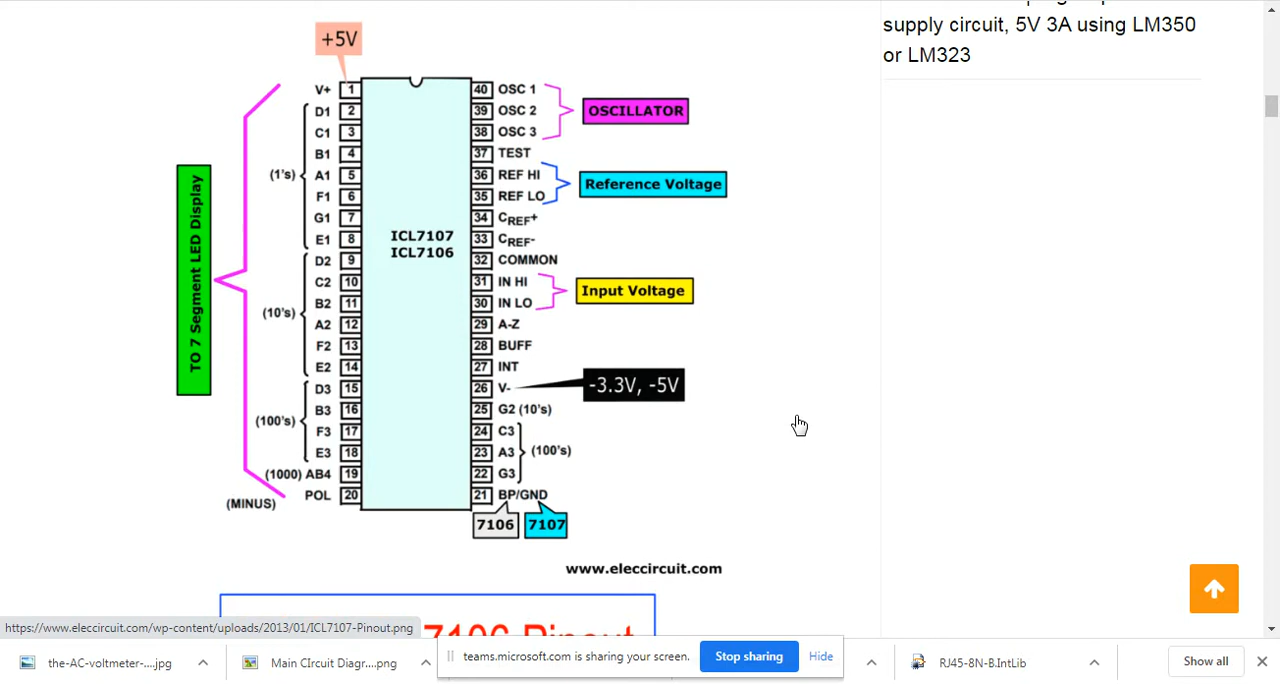 supply circuit, 5V 3A using LM350
or LM323
+5V
V+ 1 40 OSC 1
D1 2 39 OSC 2 OSCILLATOR
C1 3 38 OSC 3
B1 4 37 TEST
(1's) A1 5 36 REF HI Reference Voltage
F1 6 35 REF LO
G1 7 34 CREF+
ICL7107
E1 8 33 CREF-
ICL7106
D2 9 32 COMMON
C2 10 31 IN HI Input Voltage
B2 11 30 IN LO
(10's) A2 12 29 A-Z
F2 13 28 BUFF
E2 14 27 INT
D3 15 26 V- -3.3V, -5V
B3 16 25 G2 (10's)
(100's) F3 17 24 C3
E3 18 23 A3 (100's)
(1000) AB4 19 22 G3
(MINUS) POL 20 21 BP/GND
TO 7 Segment LED Display
7106 7107
www.eleccircuit.com
7106 Pinout
https://www.eleccircuit.com/wp-content/uploads/2013/01/ICL7107-Pinout.png
the-AC-voltmeter-....jpg Main CIrcuit Diagr....png teams.microsoft.com is sharing your screen. Stop sharing Hide RJ45-8N-B.IntLib Show all